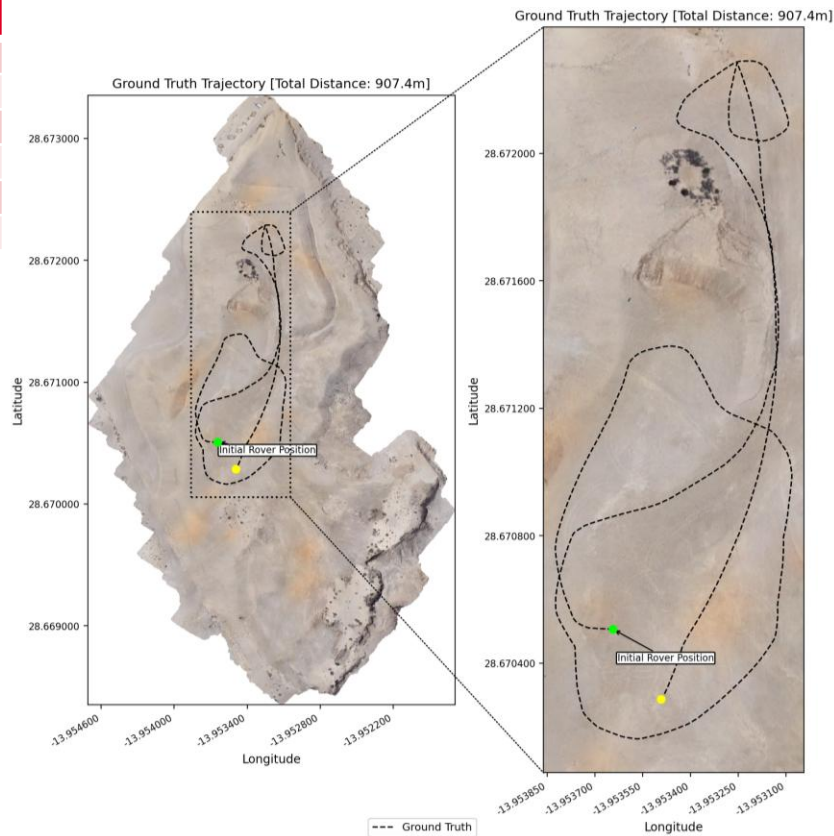 Ground Truth Trajectory [Total Distance: 907.4m]
Ground Truth Trajectory [Total Distance: 907.4m]
28.673000
28.672000
28.671000
28.670000
28.669000
Latitude
Initial Rover Position
-13.954600
-13.954000
-13.953400
-13.952800
-13.952200
Longitude
28.672000
28.671600
28.671200
28.670800
28.670400
Latitude
Initial Rover Position
-13.953850
-13.953700
-13.953550
-13.953400
-13.953250
-13.953100
Longitude
Ground Truth